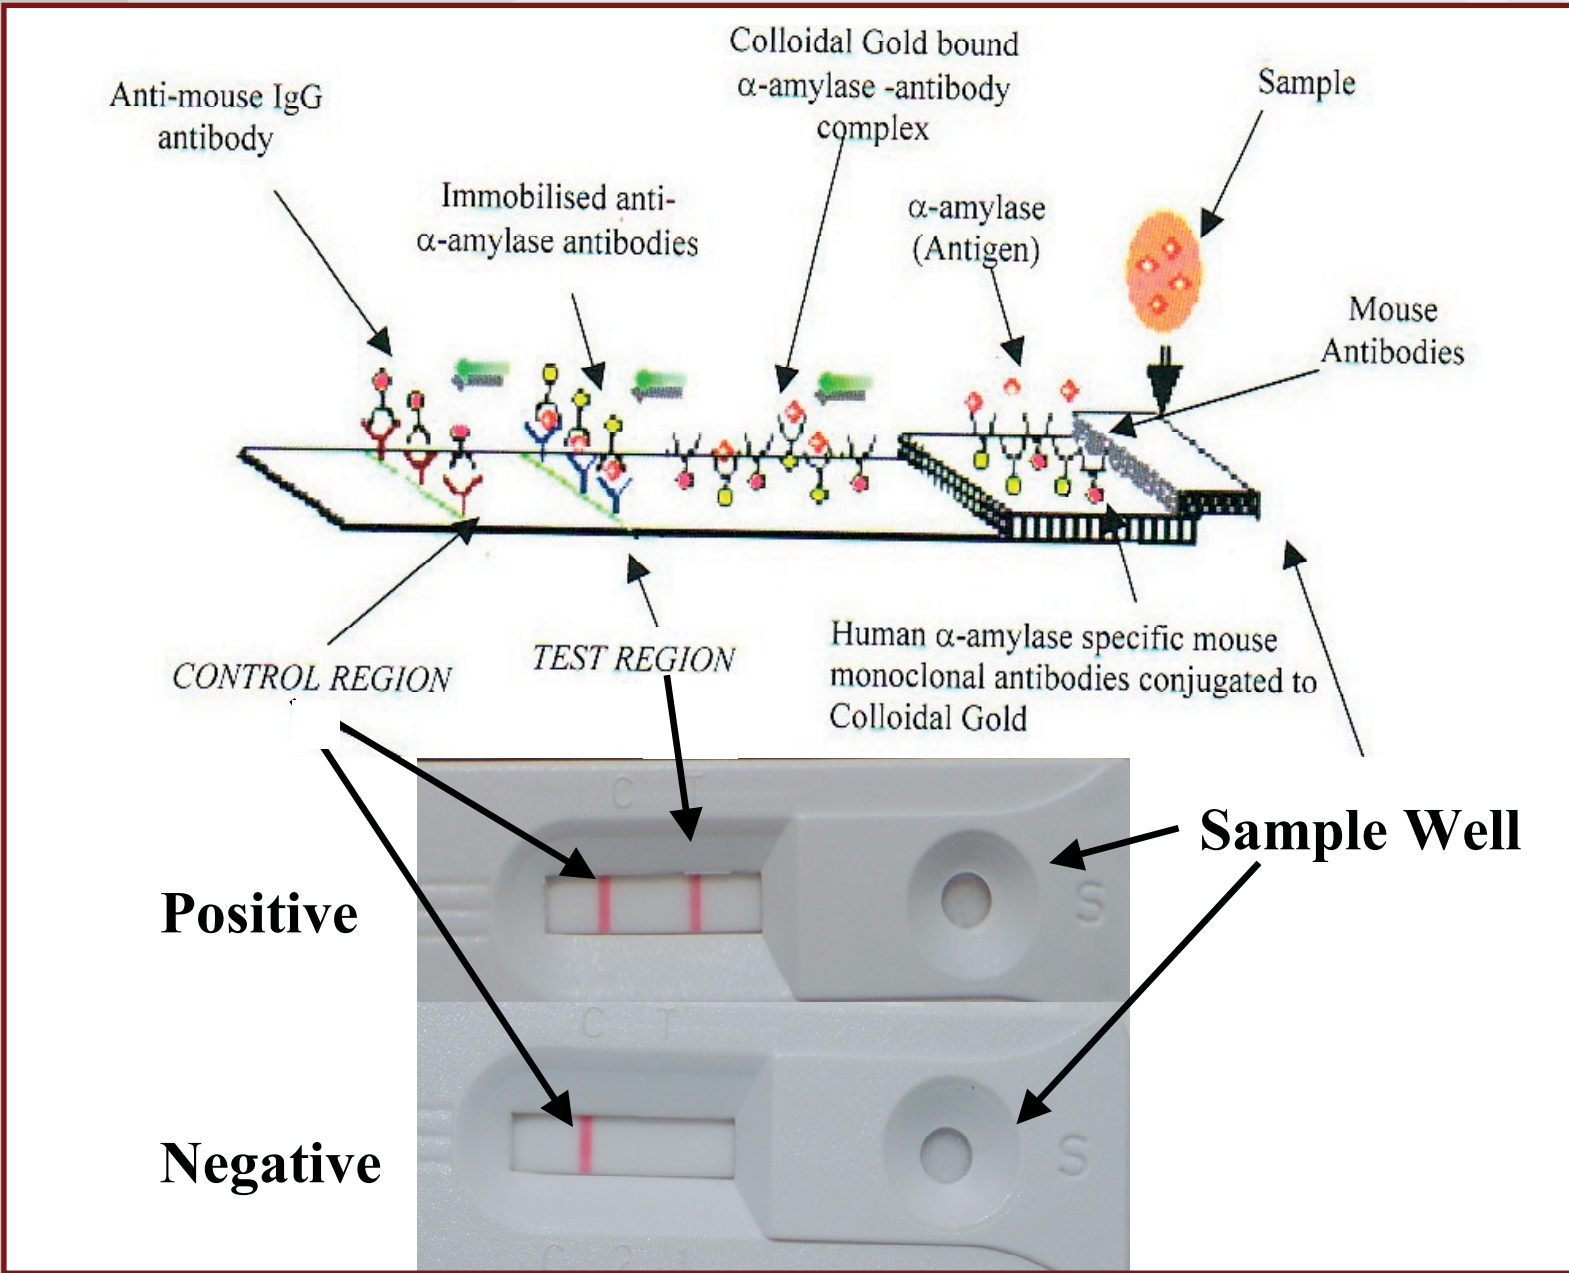 Colloidal Gold bound
α-amylase -antibody
complex
Anti-mouse IgG
antibody
Sample
Immobilised anti-
α-amylase antibodies
α-amylase
(Antigen)
Mouse
Antibodies
CONTROL REGION
TEST REGION
Human α-amylase specific mouse
monoclonal antibodies conjugated to
Colloidal Gold
C T
Sample Well
Positive
S
C T
Negative
S